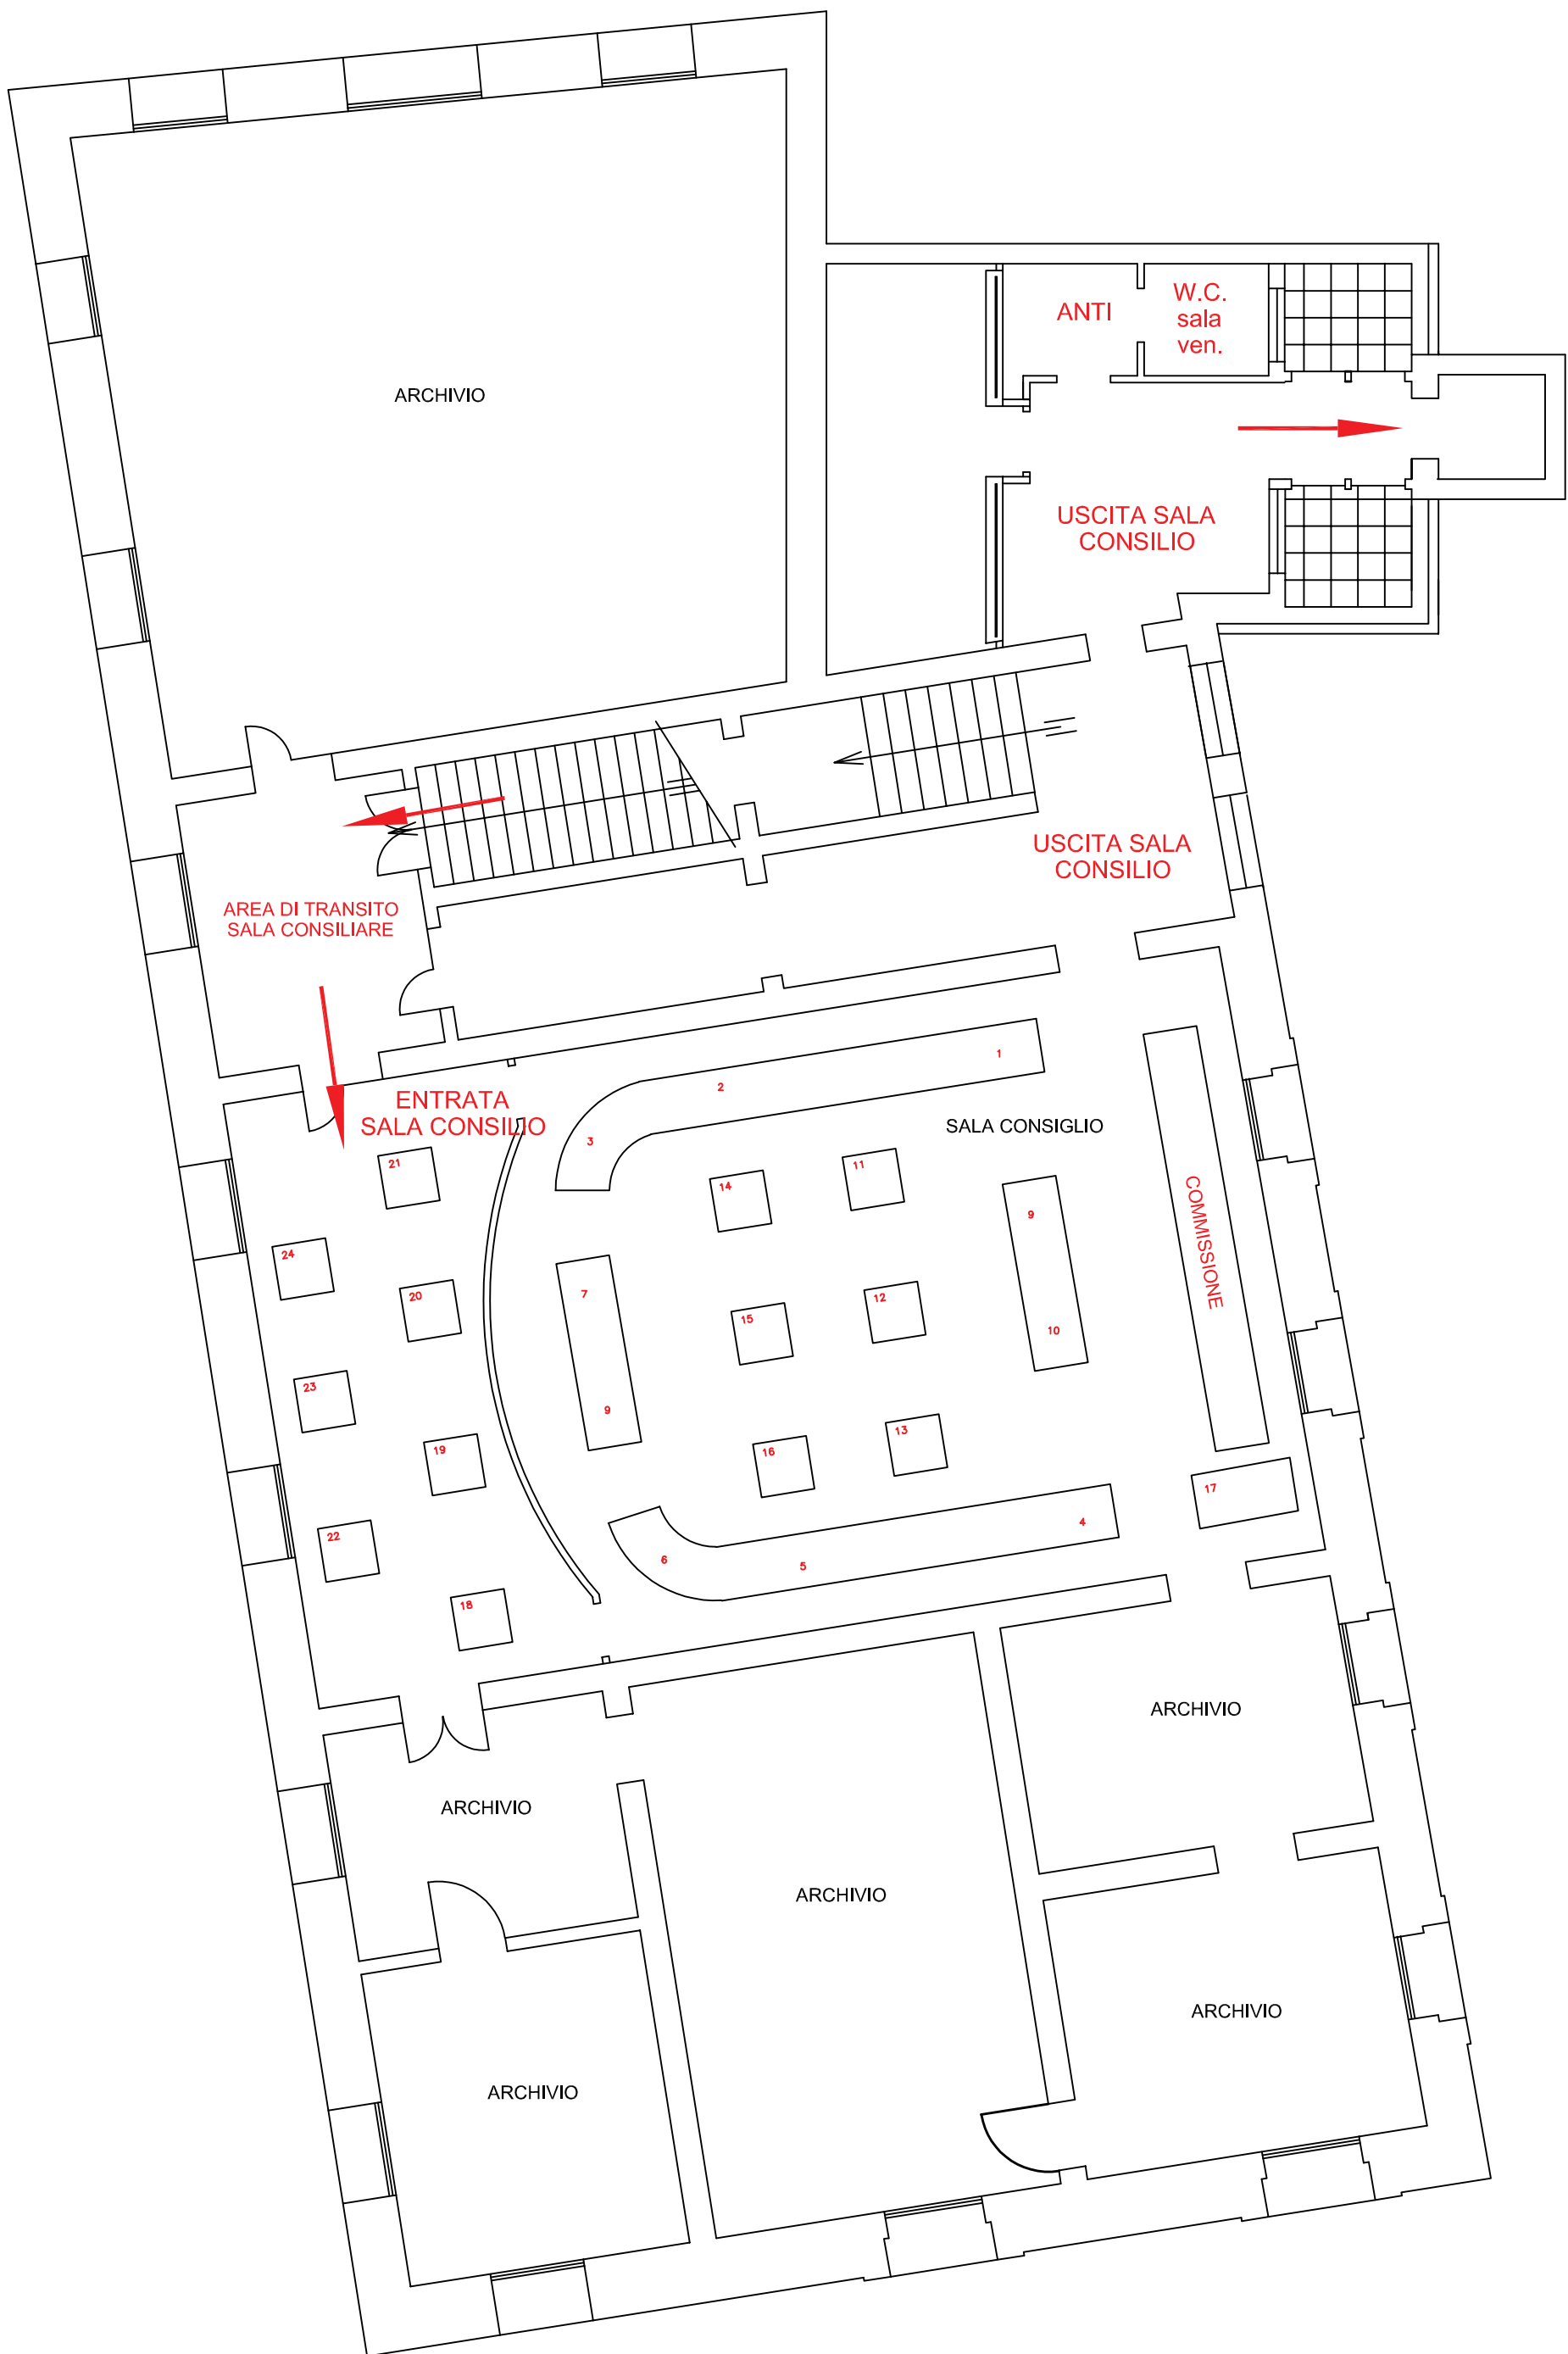 W.C.
sala
ven.
ANTI
ARCHIVIO
USCITA SALA
CONSILIO
USCITA SALA
CONSILIO
AREA DI TRANSITO
SALA CONSILIARE
ENTRATA
SALA CONSILIO
1
2
3
SALA CONSIGLIO
21
14
11
9
COMMISSIONE
24
20
7
15
12
10
23
9
19
16
13
17
22
18
6
5
4
ARCHIVIO
ARCHIVIO
ARCHIVIO
ARCHIVIO
ARCHIVIO